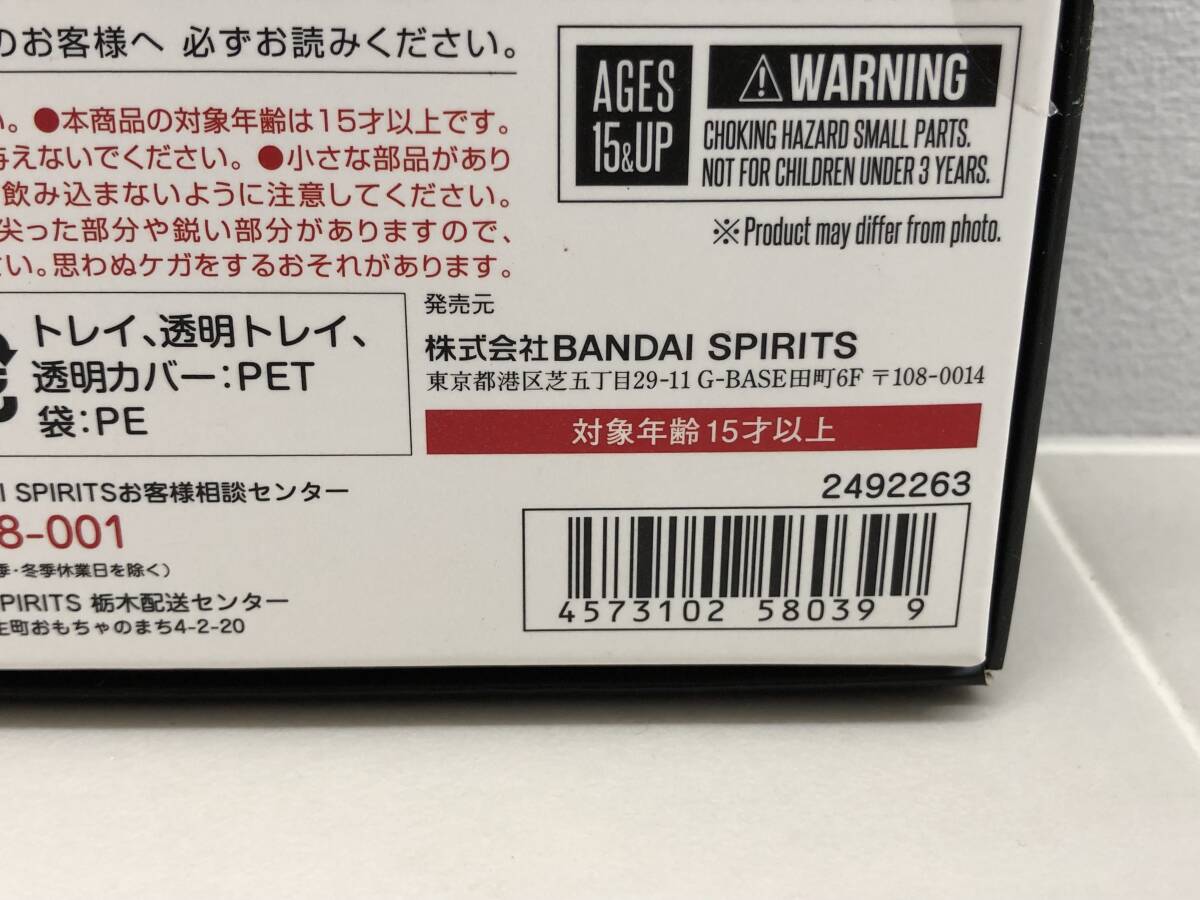 のお客様へ 必ずお読みください。
い。●本商品の対象年齢は15才以上です。
与えないでください。●小さな部品があり
飲み込まないように注意してください。
尖った部分や鋭い部分がありますので、
さい。思わぬケガをするおそれがあります。
AGES
15&UP
WARNING
CHOKING HAZARD SMALL PARTS.
NOT FOR CHILDREN UNDER 3 YEARS.
※Product may differ from photo.
トレイ、透明トレイ、
透明カバー:PET
袋:PE
発売元
株式会社BANDAI SPIRITS
東京都港区芝五丁目29-11 G-BASE田町6F 〒108-0014
対象年齢15才以上
I SPIRITSお客様相談センター
8-001
季・冬季休業日を除く)
SPIRITS 栃木配送センター
生町おもちゃのまち4-2-20
2492263
4573102 58039 9